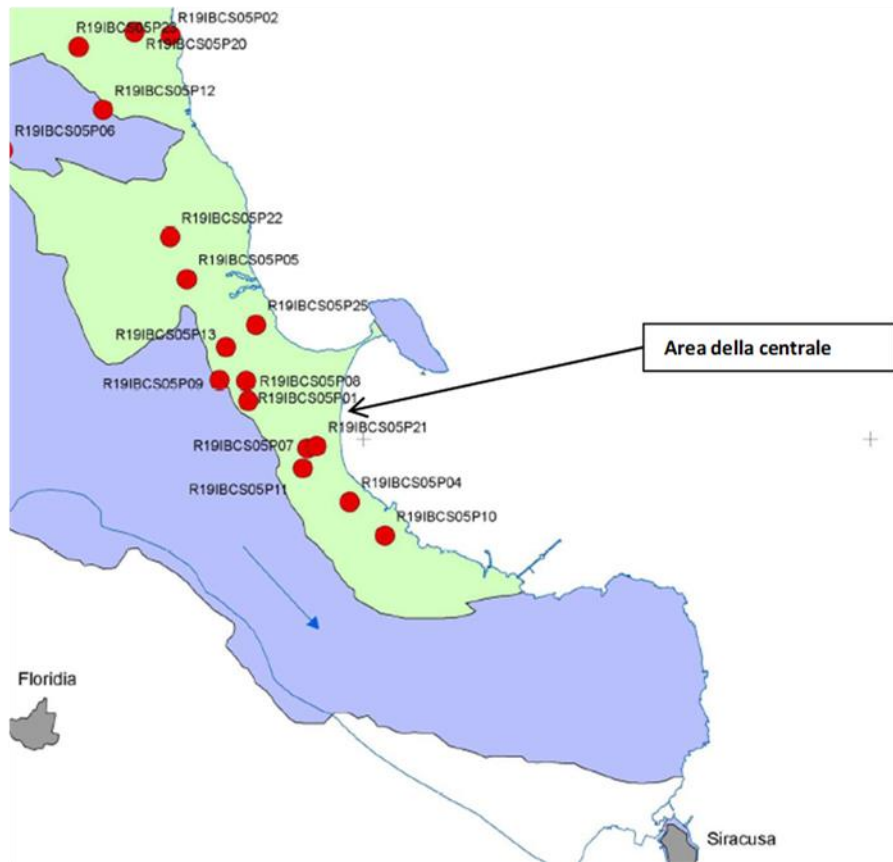 R19IBCS05P02
R19IBCS05P23
R19IBCS05P20
R19IBCS05P12
R19IBCS05P06
R19IBCS05P22
R19IBCS05P05
R19IBCS05P25
R19IBCS05P13
Area della centrale
R19IBCS05P09
R19IBCS05P08
R19IBCS05P01
R19IBCS05P21
R19IBCS05P07
R19IBCS05P11
R19IBCS05P04
R19IBCS05P10
Floridia
Siracusa